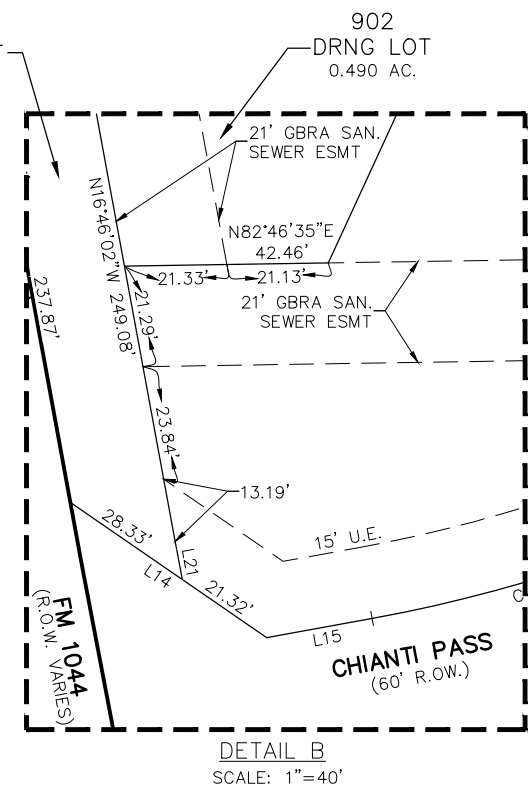 902
DRNG LOT
0.490 AC.
21' GBRA SAN.
SEWER ESMT
N16°46'02"W 249.08'
N82°46'35"E
42.46'
21.33'
21.13'
237.87'
21.29'
21' GBRA SAN.
SEWER ESMT
23.84'
13.19'
28.33'
L14
L21
21.32'
15' U.E.
L15
C
FM 1044
(R.O.W. VARIES)
CHIANTI PASS
(60' R.OW.)
DETAIL B
SCALE: 1"=40'